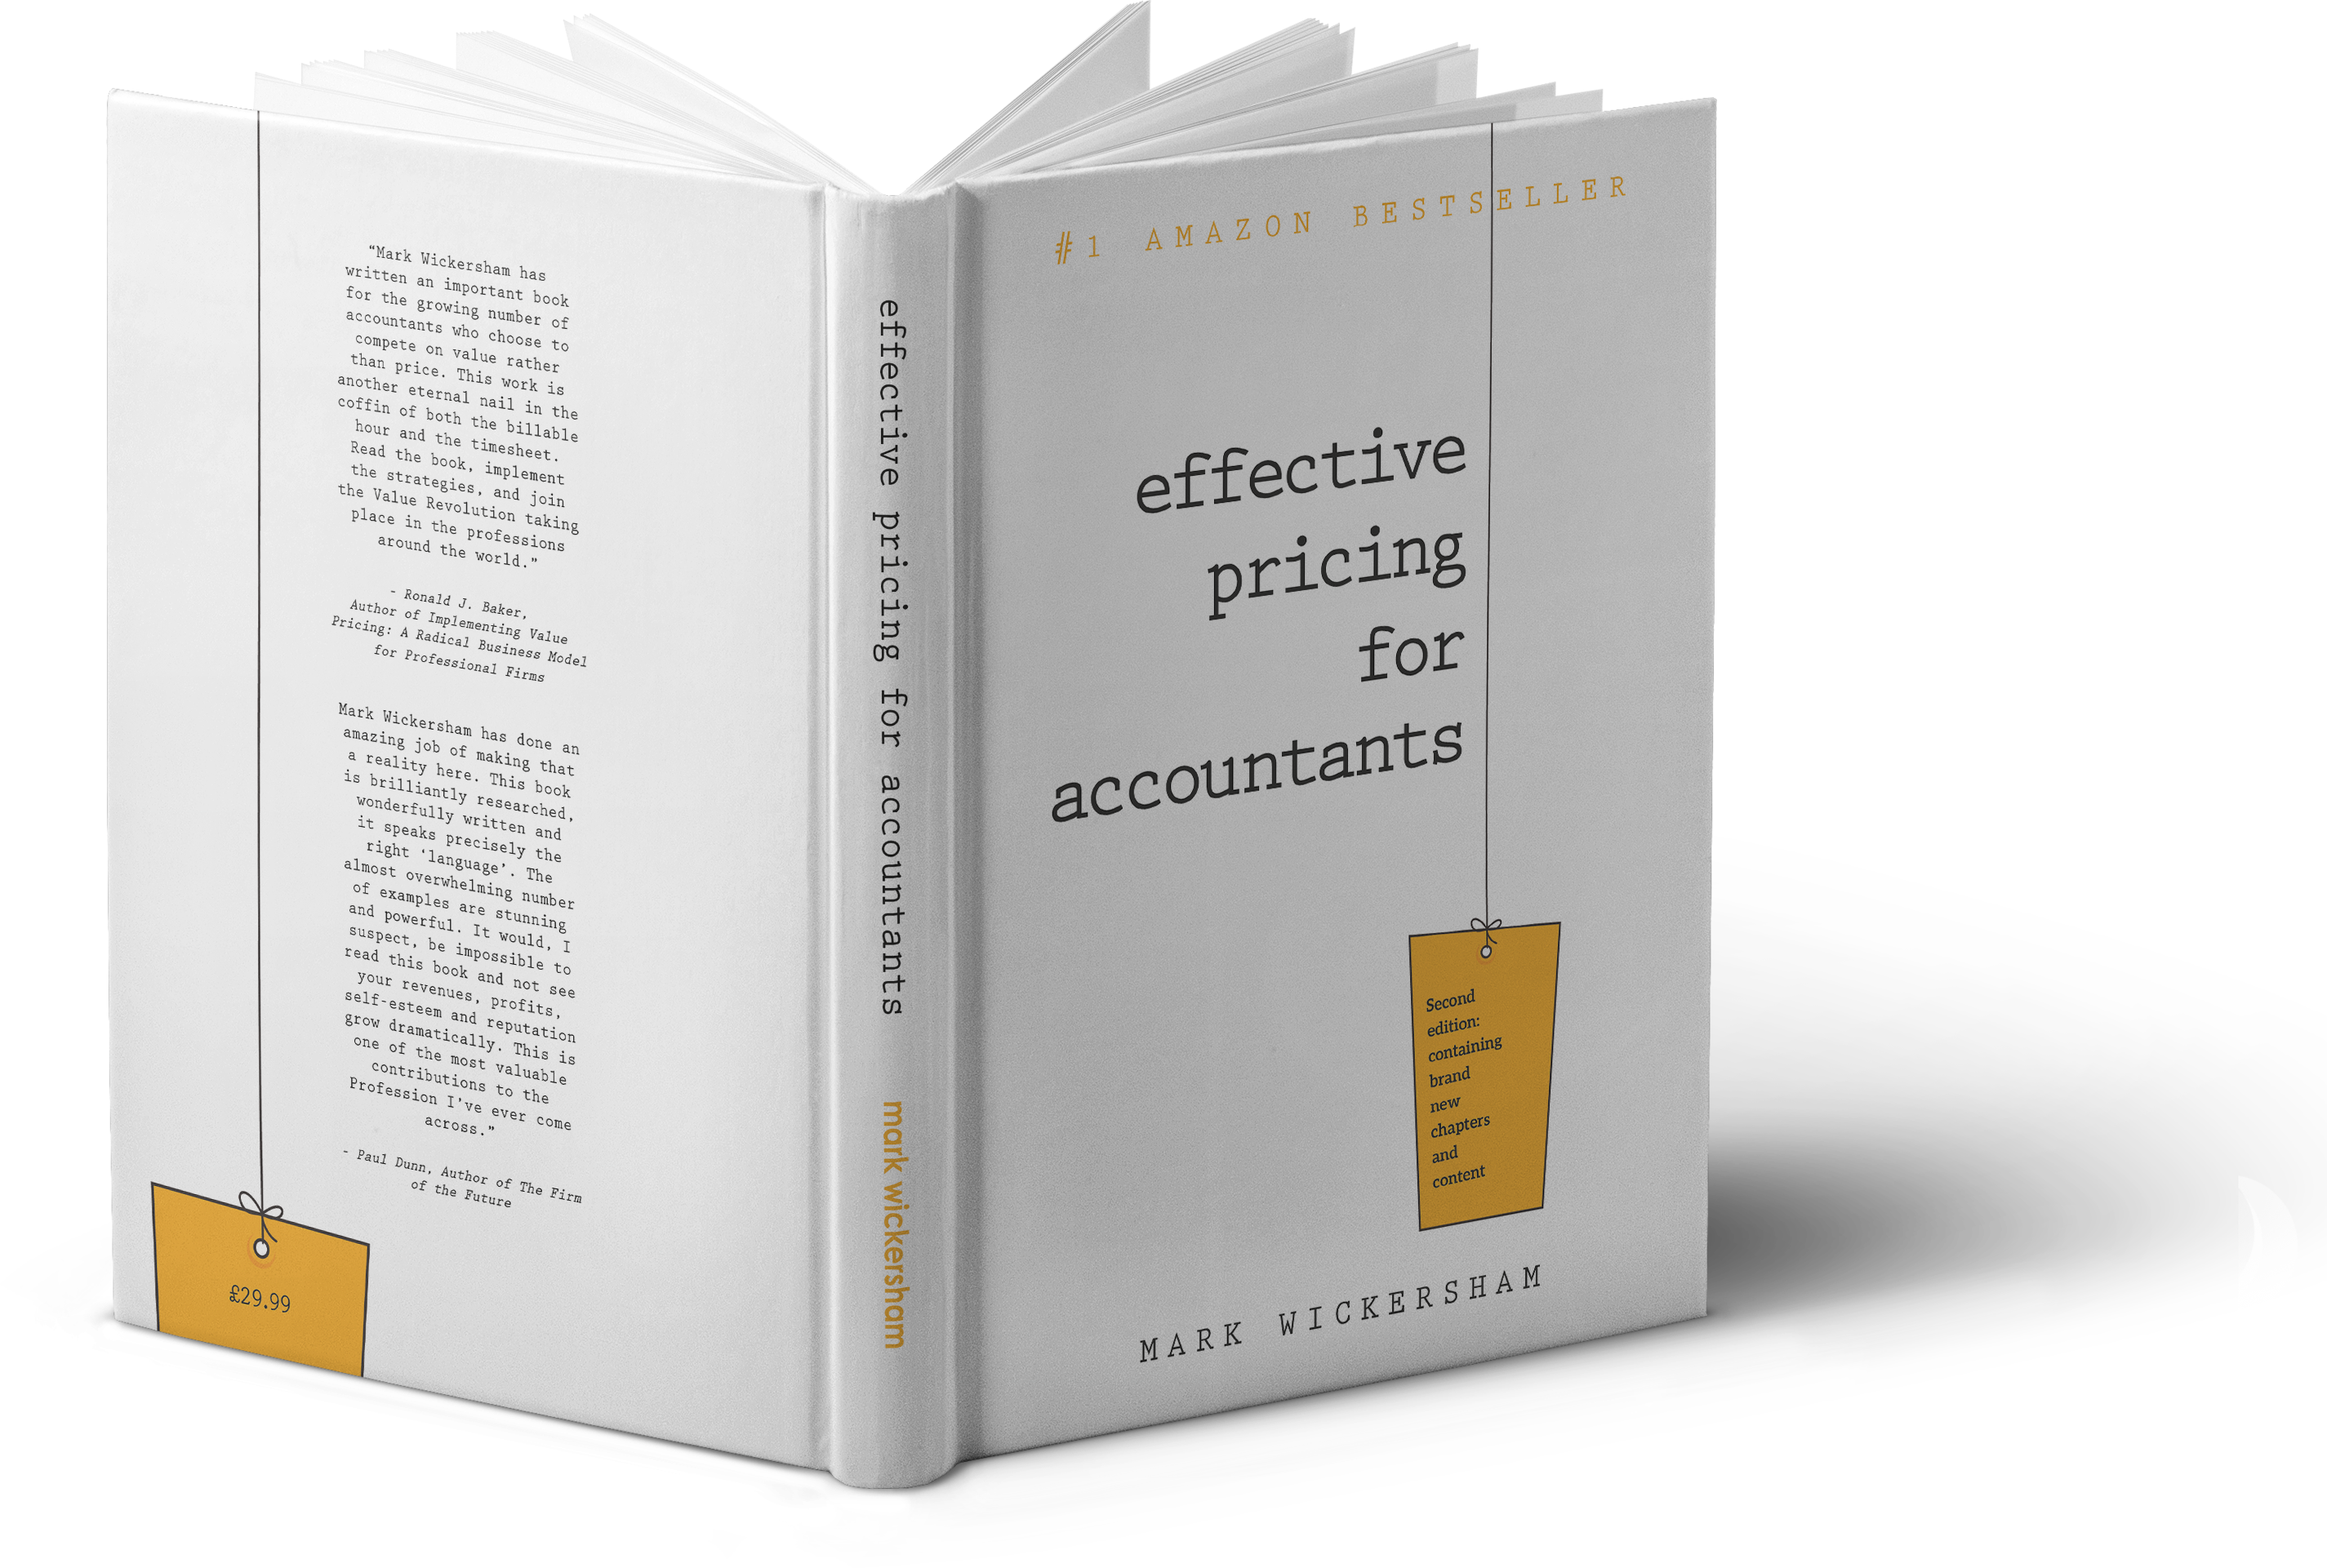 “Mark Wickersham has
written an important book
for the growing number of
accountants who choose to
compete on value rather
than price. This work is
another eternal nail in the
coffin of both the billable
hour and the timesheet.
Read the book, implement
the strategies, and join
the Value Revolution taking
place in the professions
around the world.”
- Ronald J. Baker,
Author of Implementing Value
Pricing: A Radical Business Model
for Professional Firms
Mark Wickersham has done an
amazing job of making that
a reality here. This book
is brilliantly researched,
wonderfully written and
it speaks precisely the
right ‘language’. The
almost overwhelming number
of examples are stunning
and powerful. It would, I
suspect, be impossible to
read this book and not see
your revenues, profits,
self-esteem and reputation
grow dramatically. This is
one of the most valuable
contributions to the
Profession I’ve ever come
across.”
- Paul Dunn, Author of The Firm
of the Future
£29.99
effective pricing for accountants
mark wickersham
#1 AMAZON BESTSELLER
effective
pricing
for
accountants
Second
edition:
containing
brand
new
chapters
and
content
MARK WICKERSHAM